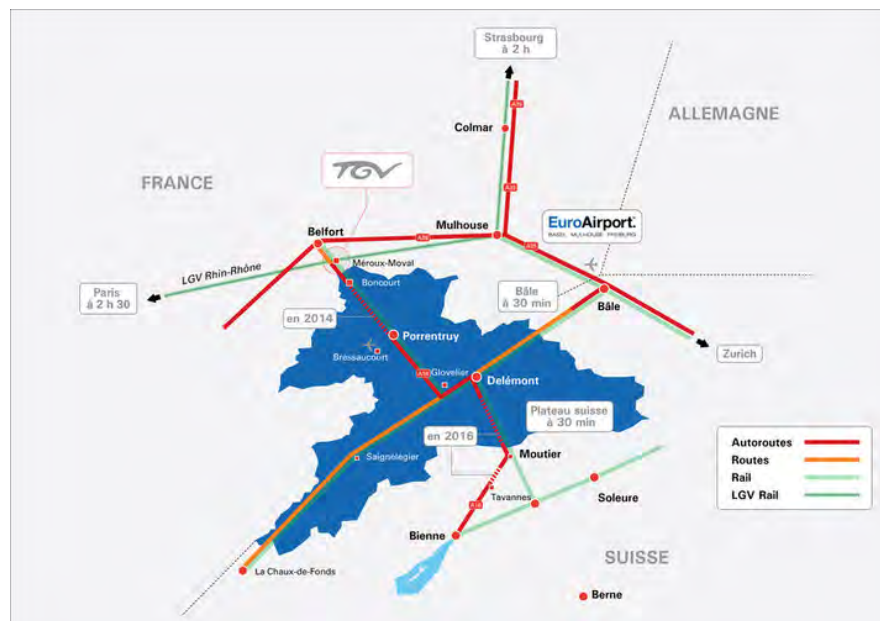 Strasbourg
à 2 h
A35
ALLEMAGNE
Colmar
TGV
FRANCE
A35
EuroAirport.
BASEL MULHOUSE FREIBURG
Mulhouse
Belfort
A36
A35
Méroux-Moval
LGV Rhin-Rhône
Boncourt
Paris
à 2 h 30
Bâle
à 30 min
Bâle
en 2014
Porrentruy
Zurich
Bressaucourt
Glovelier
A16
Delémont
Plateau suisse
à 30 min
en 2016
Autoroutes
Routes
Rail
LGV Rail
Saignelégier
Moutier
Tavannes
Soleure
A16
Bienne
SUISSE
La Chaux-de-Fonds
Berne